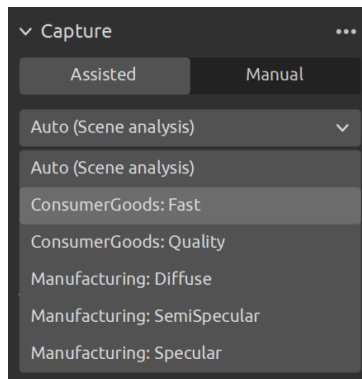 Capture
Assisted Manual
Auto (Scene analysis)
Auto (Scene analysis)
ConsumerGoods: Fast
ConsumerGoods: Quality
Manufacturing: Diffuse
Manufacturing: SemiSpecular
Manufacturing: Specular